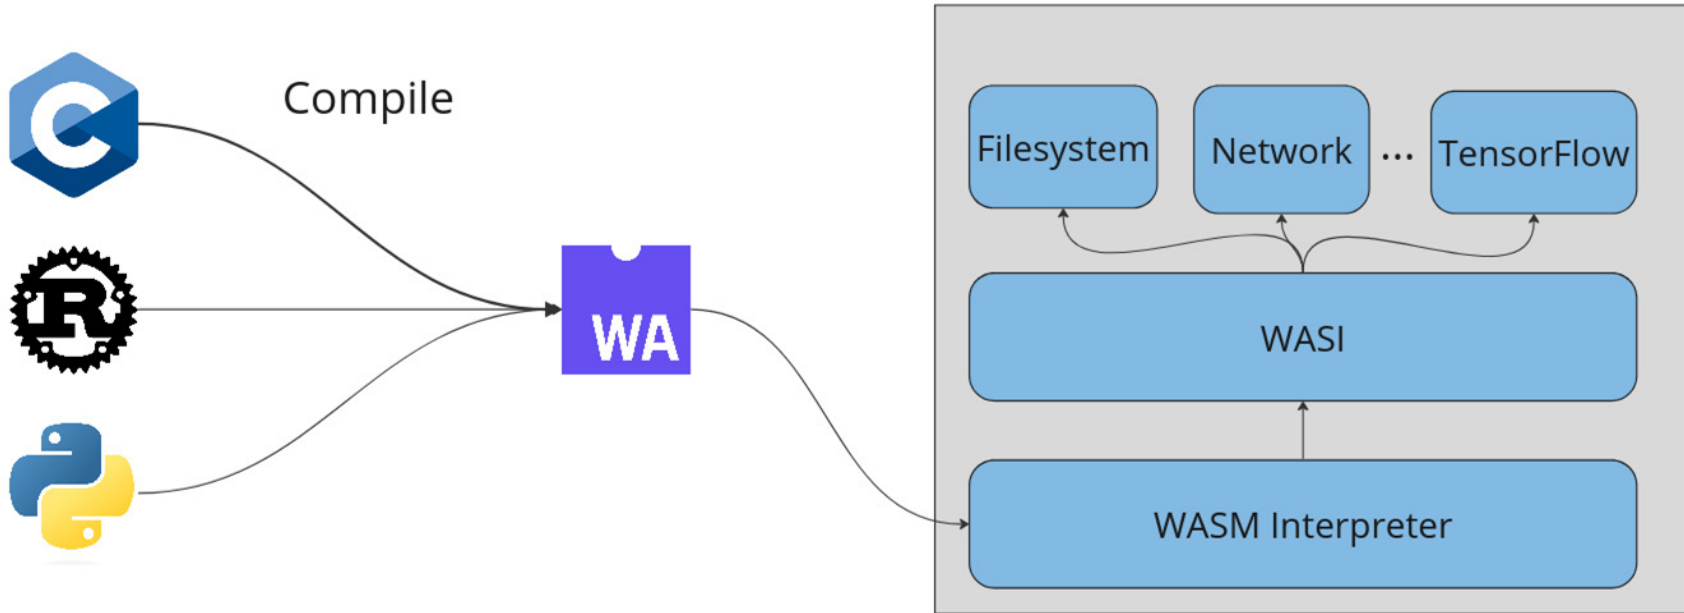 Compile
C
R
WA
Filesystem
Network
...
TensorFlow
WASI
WASM Interpreter